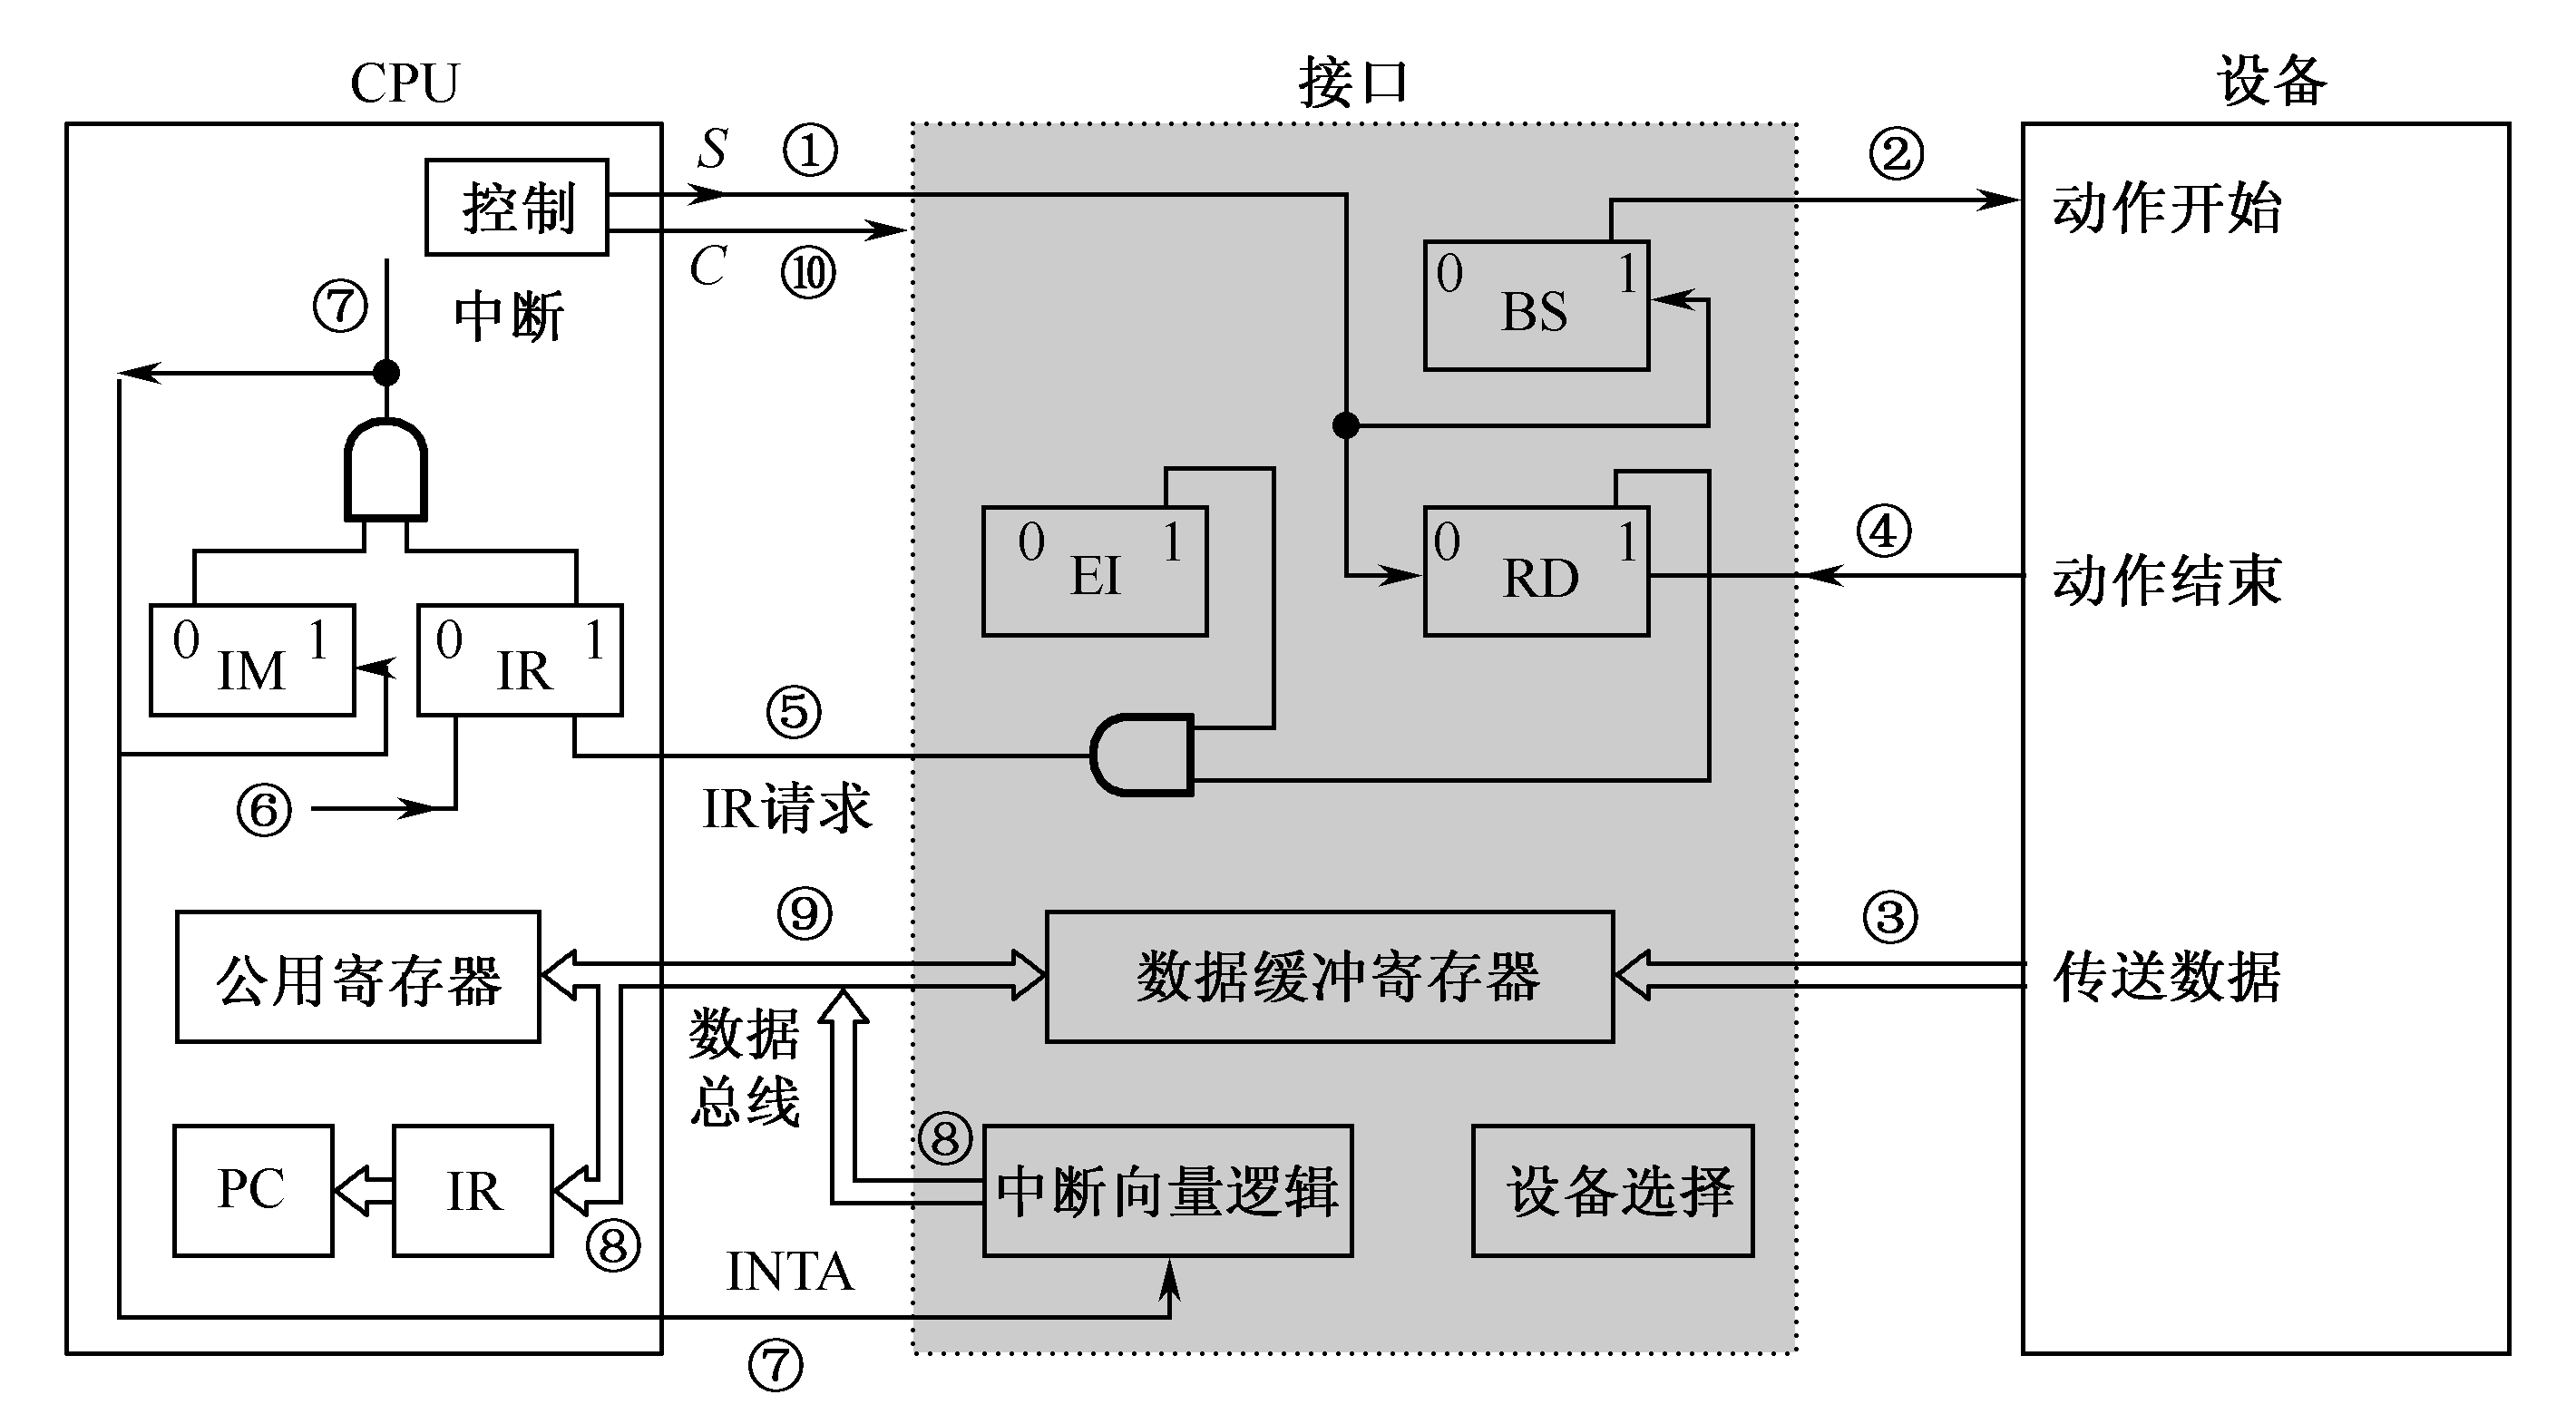 CPU
接口
设备
S ①
②
控制
动作开始
C ⑩
0 1
BS
⑦
中断
0 1
EI
0 1
RD
④
动作结束
0 1
IM
0 1
IR
⑤
IR请求
⑥
⑨
③
公用寄存器
数据缓冲寄存器
传送数据
数据
总线
⑧
PC
IR
中断向量逻辑
设备选择
⑧
INTA
⑦